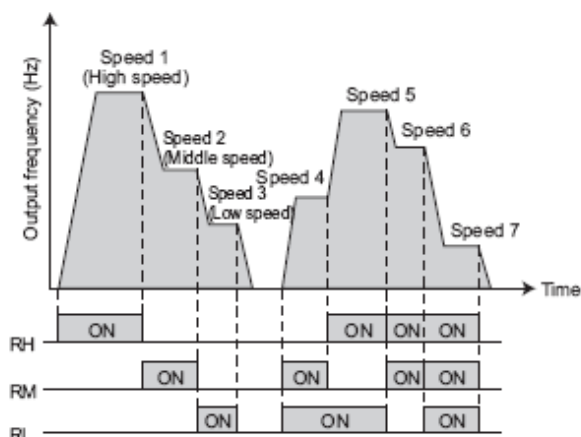 Output frequency (Hz)
Speed 1
(High speed)
Speed 2
(Middle speed)
Speed 3
(Low speed)
Speed 4
Speed 5
Speed 6
Speed 7
Time
RH
ON
ON
ON
ON
RM
ON
ON
ON
ON
RL
ON
ON
ON